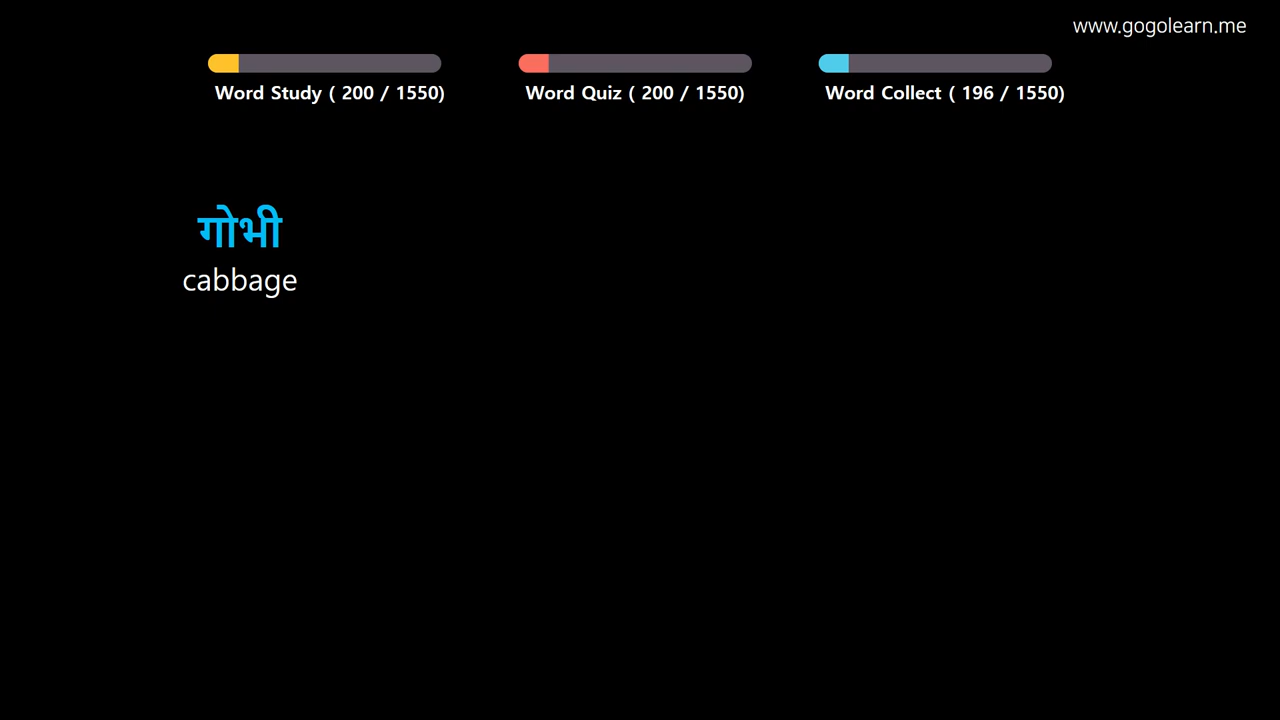 www.gogolearn.me
Word Study ( 200 / 1550)
Word Quiz ( 200 / 1550)
Word Collect ( 196 / 1550)
गोभी
cabbage